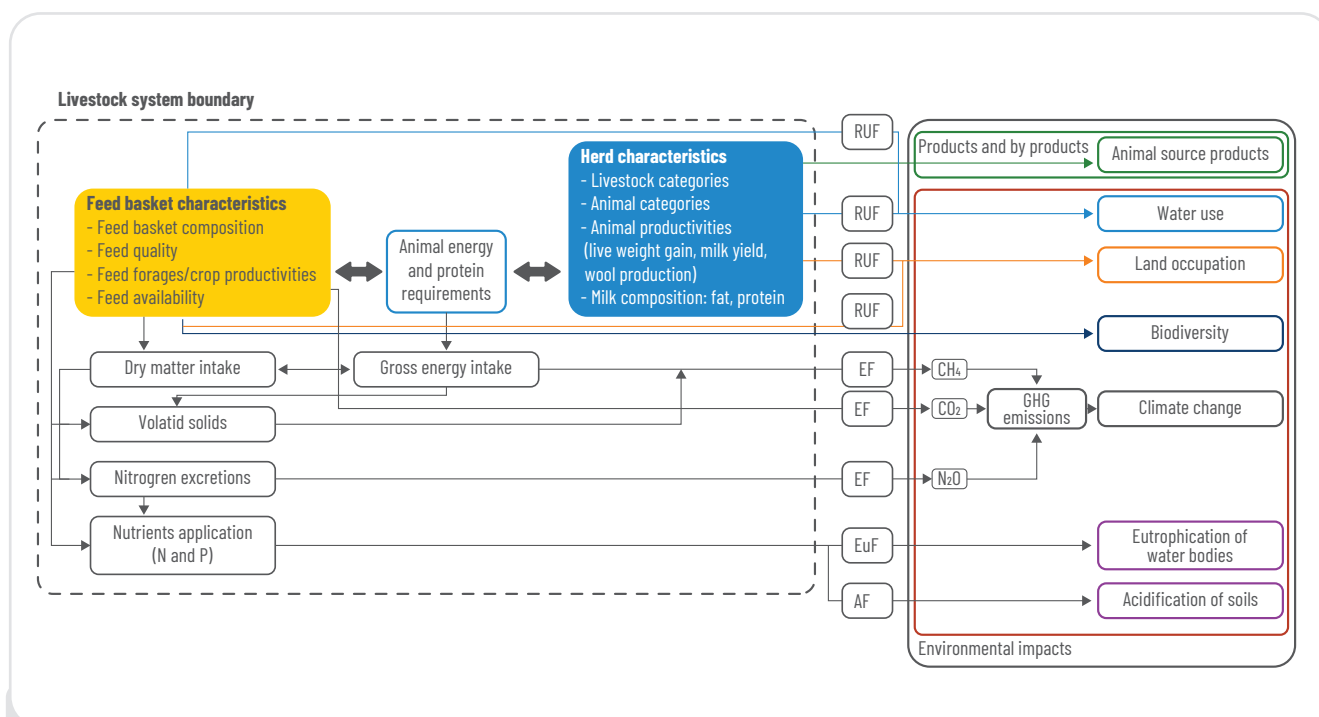 Livestock system boundary
Feed basket characteristics
- Feed basket composition
- Feed quality
- Feed forages/crop productivities
- Feed availability
Animal energy
and protein
requirements
Herd characteristics
- Livestock categories
- Animal categories
- Animal productivities
(live weight gain, milk yield,
wool production)
- Milk composition: fat, protein
Dry matter intake
Gross energy intake
Volatid solids
Nitrogren excretions
Nutrients application
(N and P)
RUF
RUF
RUF
RUF
EF
EF
EF
EuF
AF
CH₄
CO₂
N₂O
GHG
emissions
Products and by products
Animal source products
Water use
Land occupation
Biodiversity
Climate change
Eutrophication of
water bodies
Acidification of soils
Environmental impacts